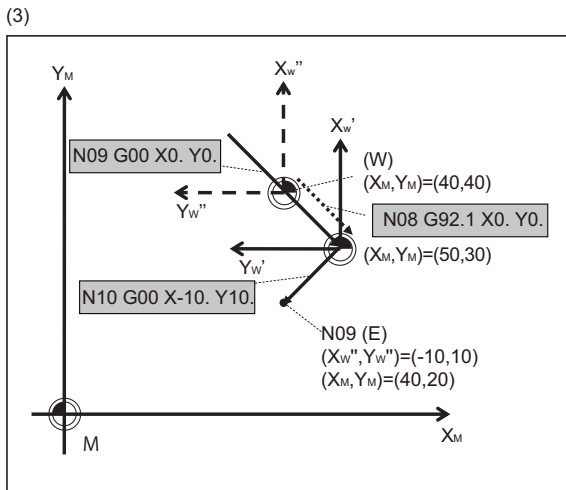 (3)
YM
Xw''
Xw'
N09 G00 X0. Y0.
(W)
(XM,YM)=(40,40)
Yw''
N08 G92.1 X0. Y0.
Yw'
(XM,YM)=(50,30)
N10 G00 X-10. Y10.
N09 (E)
(Xw'',Yw'')=(-10,10)
(XM,YM)=(40,20)
M
XM